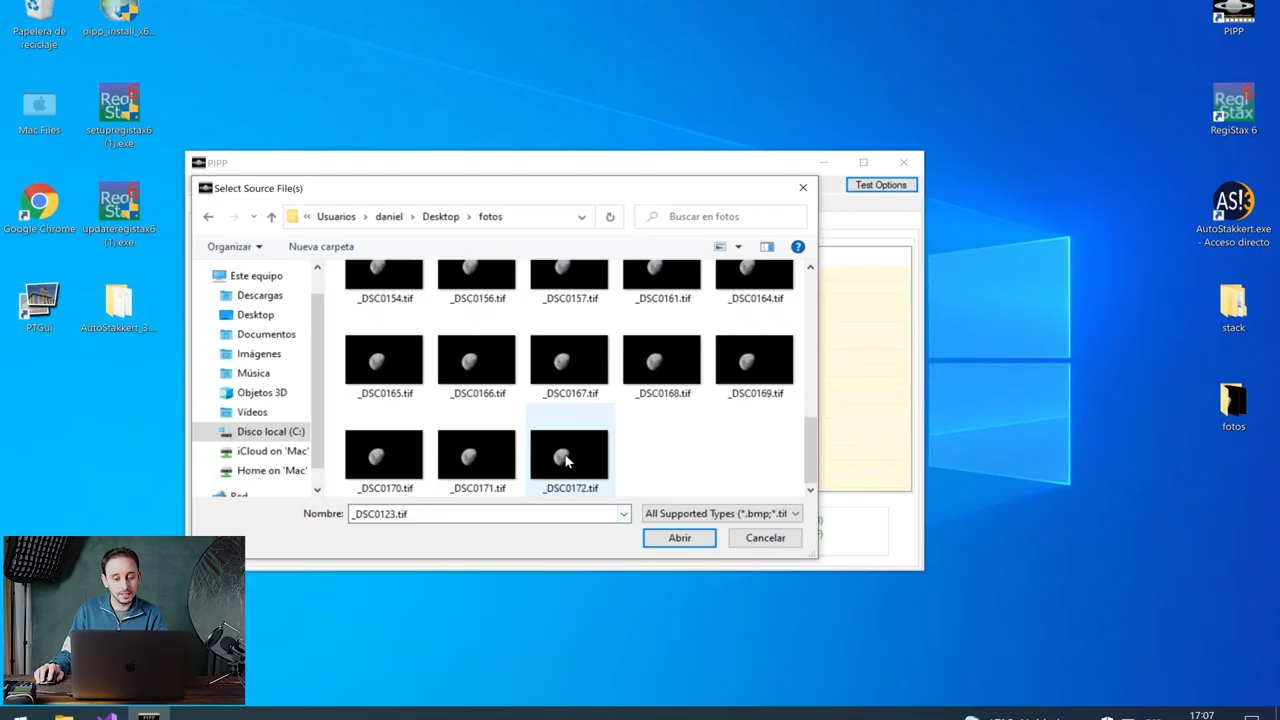 Papelera de
reciclaje
pipp_install_x6...
PIPP
Mac Files
setupregistax6
(1).exe
RegiStax 6
Google Chrome
updateregistax6
(1).exe
AutoStakkert.exe
- Acceso directo
PTGui
AutoStakkert_3....
stack
fotos
PIPP
Test Options
Select Source File(s)
« Usuarios > daniel > Desktop > fotos
Buscar en fotos
Organizar
Nueva carpeta
Este equipo
Descargas
Desktop
Documentos
Imágenes
Música
Objetos 3D
Vídeos
Disco local (C:)
iCloud on 'Mac'
Home on 'Mac'
Red
_DSC0154.tif
_DSC0156.tif
_DSC0157.tif
_DSC0161.tif
_DSC0164.tif
_DSC0165.tif
_DSC0166.tif
_DSC0167.tif
_DSC0168.tif
_DSC0169.tif
_DSC0170.tif
_DSC0171.tif
_DSC0172.tif
Nombre:
_DSC0123.tif
All Supported Types (*.bmp;*.tif
Abrir
Cancelar
17:07